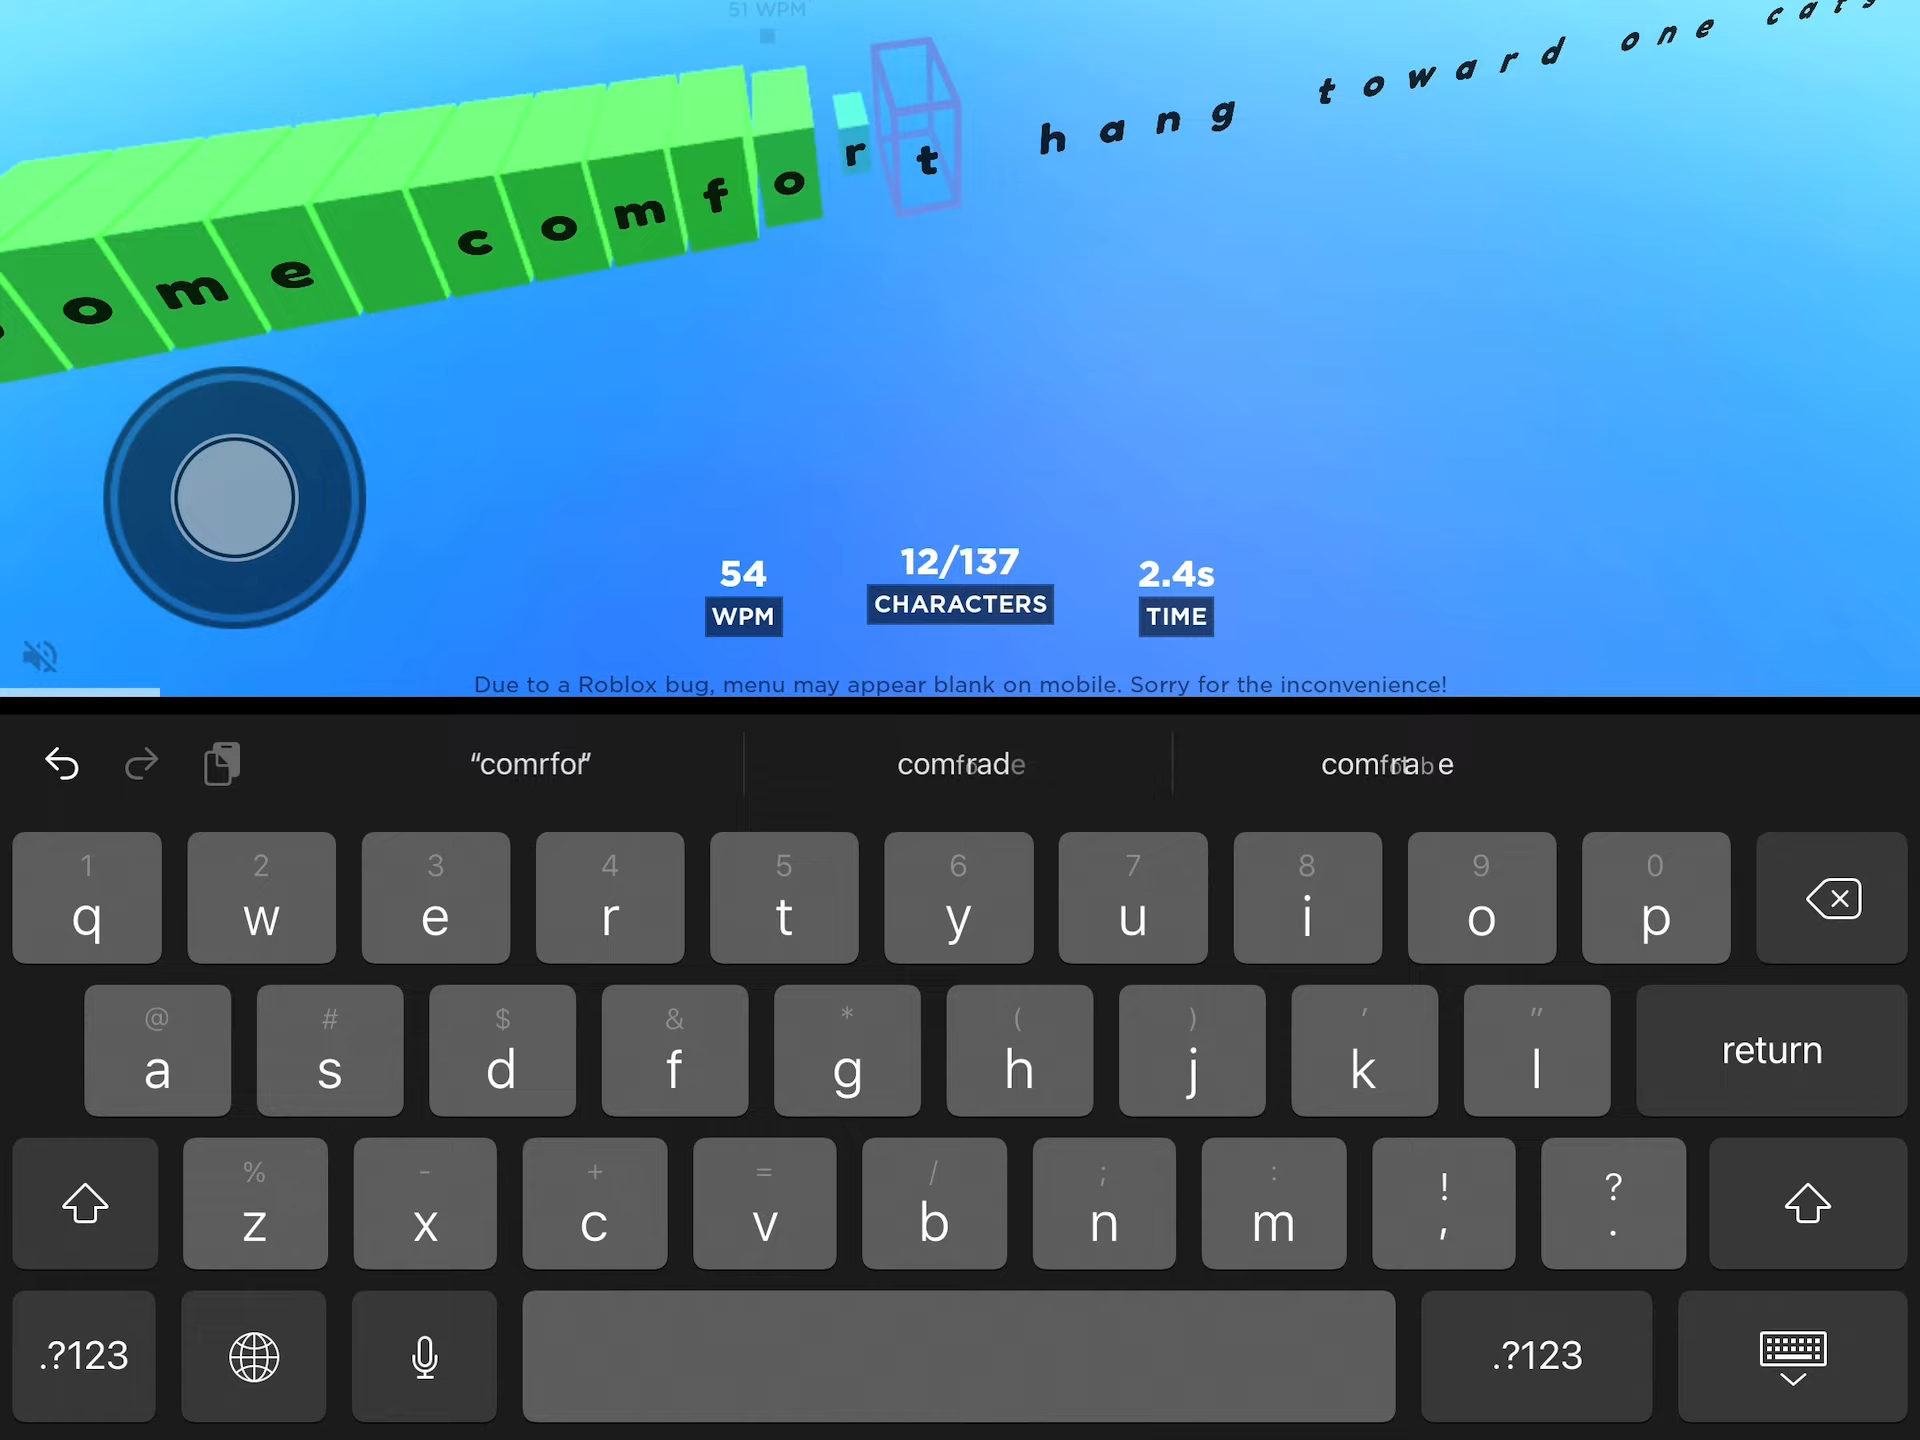 51 WPM
ome comfort hang toward one cats
54 WPM
12/137 CHARACTERS
2.4s TIME
Due to a Roblox bug, menu may appear blank on mobile. Sorry for the inconvenience!
1 2 3 4 5 6 7 8 9 0
q w e r t y u i o p
@ # $ & * ( ) ' "
a s d f g h j k l return
% - + = / ; : ! ?
z x c v b n m , .
.?123 .?123